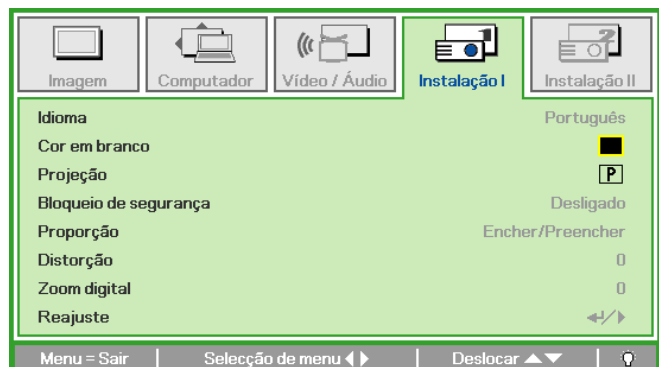 Imagem
Computador
Vídeo / Áudio
Instalação I
Instalação II
Idioma Português
Cor em branco
Projeção P
Bloqueio de segurança Desligado
Proporção Encher/Preencher
Distorção 0
Zoom digital 0
Reajuste
Menu = Sair | Selecção de menu | Deslocar